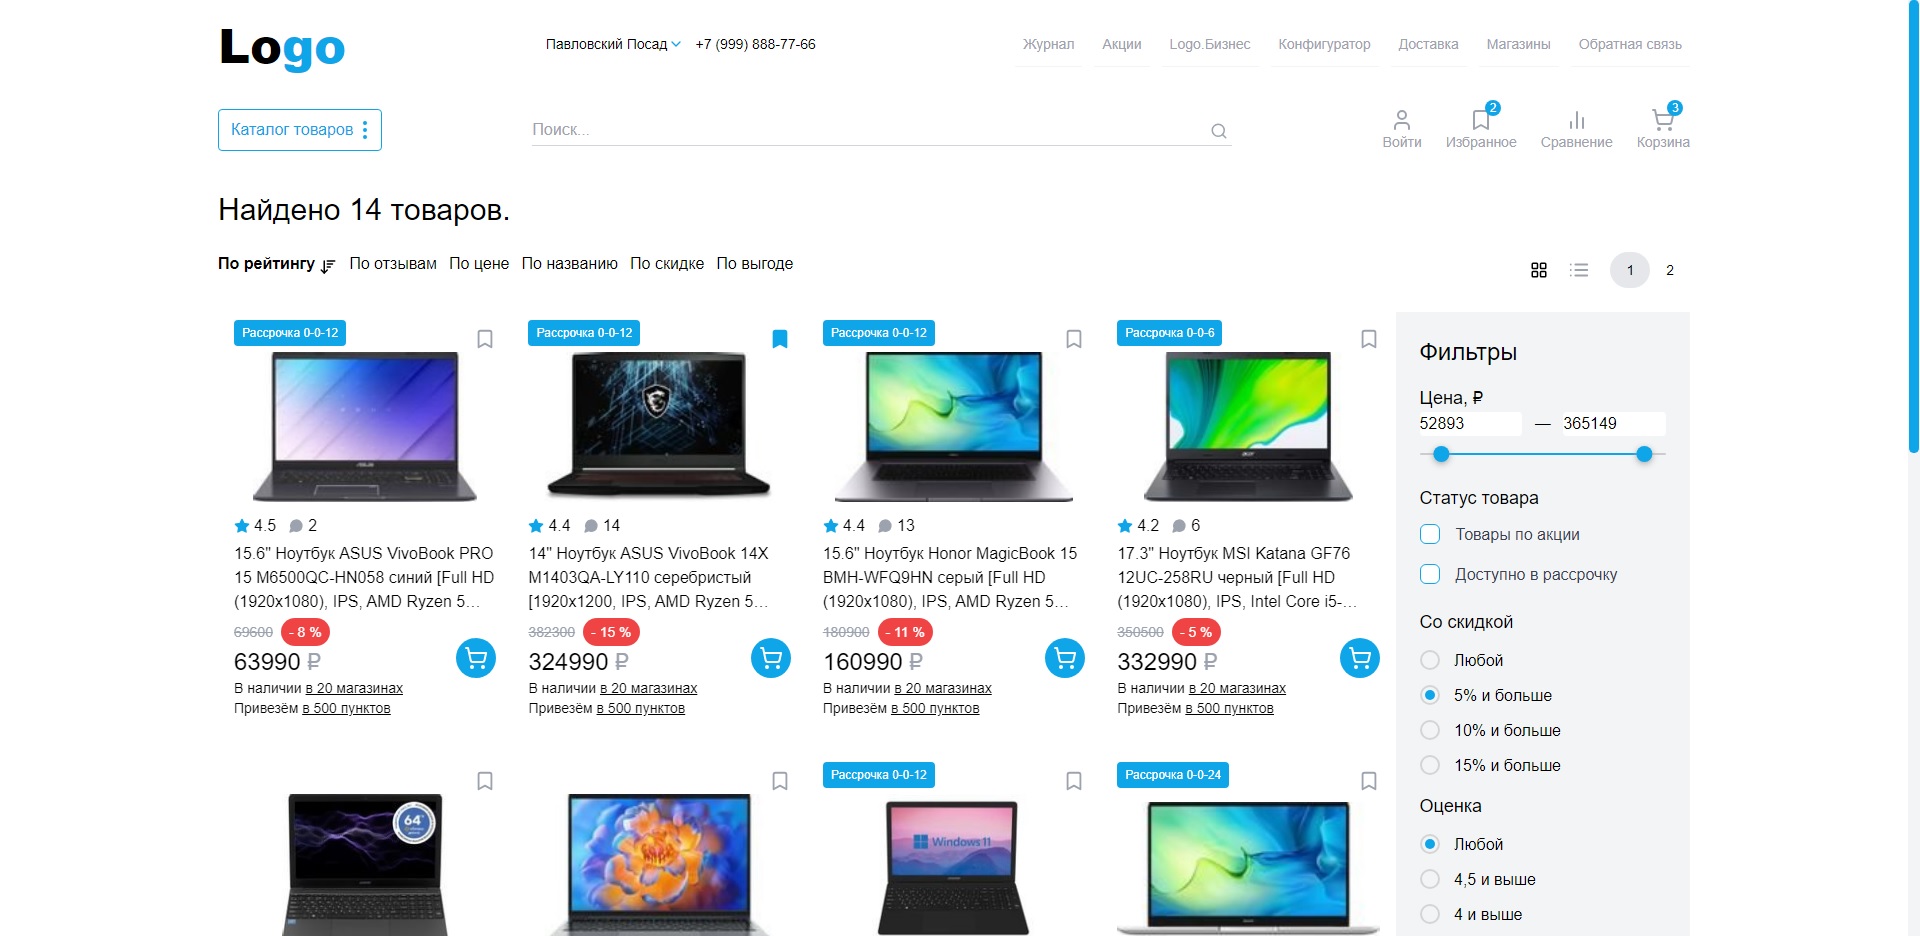 Logo
Павловский Посад +7 (999) 888-77-66
Журнал Акции Logo.Бизнес Конфигуратор Доставка Магазины Обратная связь
Каталог товаров
Поиск...
2 3
Войти Избранное Сравнение Корзина
Найдено 14 товаров.
По рейтингу По отзывам По цене По названию По скидке По выгоде
1 2
Рассрочка 0-0-12
4.5 2
15.6" Ноутбук ASUS VivoBook PRO
15 M6500QC-HN058 синий [Full HD
(1920x1080), IPS, AMD Ryzen 5...
69600 - 8 %
63990 ₽
В наличии в 20 магазинах
Привезём в 500 пунктов
Рассрочка 0-0-12
4.4 14
14" Ноутбук ASUS VivoBook 14X
M1403QA-LY110 серебристый
[1920x1200, IPS, AMD Ryzen 5...
382300 - 15 %
324990 ₽
В наличии в 20 магазинах
Привезём в 500 пунктов
Рассрочка 0-0-12
4.4 13
15.6" Ноутбук Honor MagicBook 15
BMH-WFQ9HN серый [Full HD
(1920x1080), IPS, AMD Ryzen 5...
180900 - 11 %
160990 ₽
В наличии в 20 магазинах
Привезём в 500 пунктов
Рассрочка 0-0-6
4.2 6
17.3" Ноутбук MSI Katana GF76
12UC-258RU черный [Full HD
(1920x1080), IPS, Intel Core i5-...
350500 - 5 %
332990 ₽
В наличии в 20 магазинах
Привезём в 500 пунктов
64
Рассрочка 0-0-12
Windows 11
Рассрочка 0-0-24
Фильтры
Цена, ₽
52893 — 365149
Статус товара
Товары по акции
Доступно в рассрочку
Со скидкой
Любой
5% и больше
10% и больше
15% и больше
Оценка
Любой
4,5 и выше
4 и выше